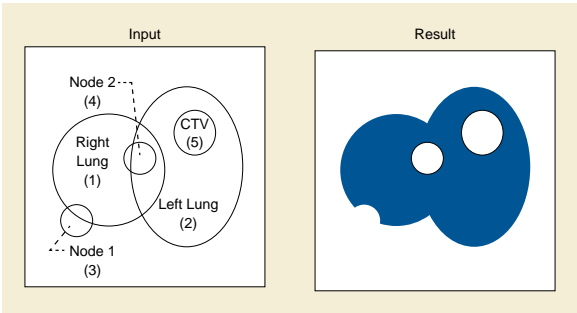 Input
Result
Node 2
(4)
CTV
(5)
Right
Lung
(1)
Left Lung
(2)
Node 1
(3)